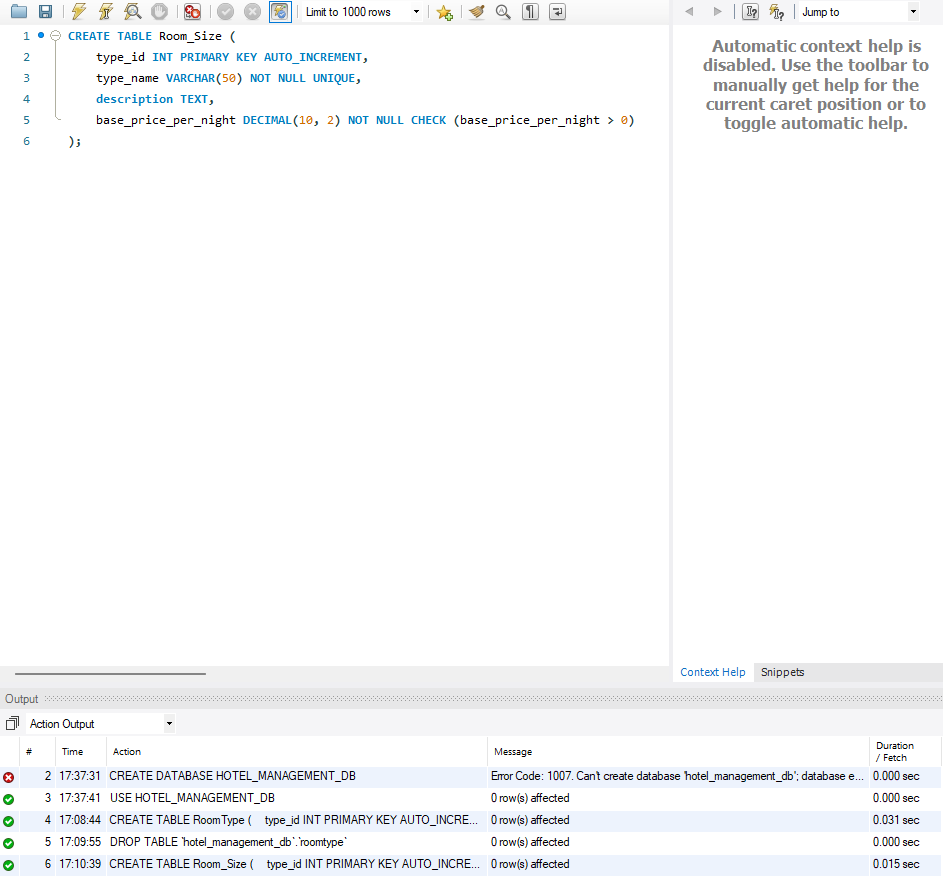 Limit to 1000 rows
Jump to
1 CREATE TABLE Room_Size (
2 type_id INT PRIMARY KEY AUTO_INCREMENT,
3 type_name VARCHAR(50) NOT NULL UNIQUE,
4 description TEXT,
5 base_price_per_night DECIMAL(10, 2) NOT NULL CHECK (base_price_per_night > 0)
6 );
Automatic context help is
disabled. Use the toolbar to
manually get help for the
current caret position or to
toggle automatic help.
Context Help Snippets
Output
Action Output
# Time Action Message Duration / Fetch
2 17:37:31 CREATE DATABASE HOTEL_MANAGEMENT_DB Error Code: 1007. Can't create database 'hotel_management_db'; database e... 0.000 sec
3 17:37:41 USE HOTEL_MANAGEMENT_DB 0 row(s) affected 0.000 sec
4 17:08:44 CREATE TABLE RoomType ( type_id INT PRIMARY KEY AUTO_INCRE... 0 row(s) affected 0.031 sec
5 17:09:55 DROP TABLE `hotel_management_db`.`roomtype` 0 row(s) affected 0.000 sec
6 17:10:39 CREATE TABLE Room_Size ( type_id INT PRIMARY KEY AUTO_INCRE... 0 row(s) affected 0.015 sec